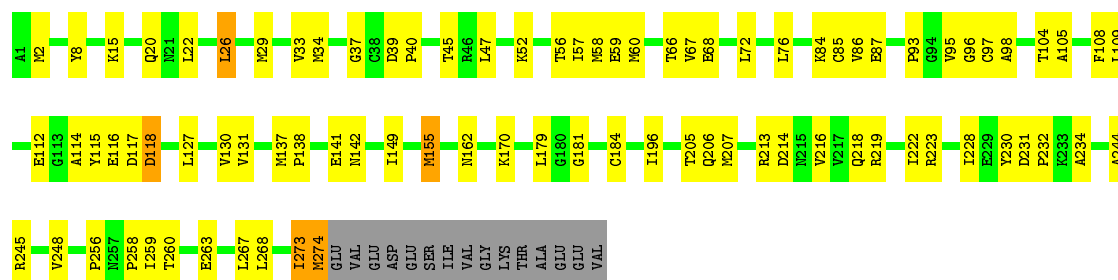 A1 M2 Y8 K15 Q20 N21 L22 L26 M29 V33 M34 G37 C38 D39 P40 T45 R46 L47 K52 T56 I57 M58 E59 M60 T66 V67 E68 L72 L76 K84 C85 V86 E87 P93 G94 V95 G96 C97 A98 T104 A105 F108 L109
E112 G113 A114 Y115 E116 D117 D118 L127 V130 V131 M137 P138 E141 N142 I149 M155 N162 K170 L179 G180 G181 C184 I196 T205 Q206 M207 R213 D214 N215 V216 V217 Q218 R219 I222 R223 I228 E229 Y230 D231 P232 K233 A234 A244
R245 V248 P256 N257 P258 I259 T260 E263 L267 L268 I273 M274 GLU VAL GLU ASP GLU SER ILE VAL GLY LYS THR ALA GLU GLU VAL